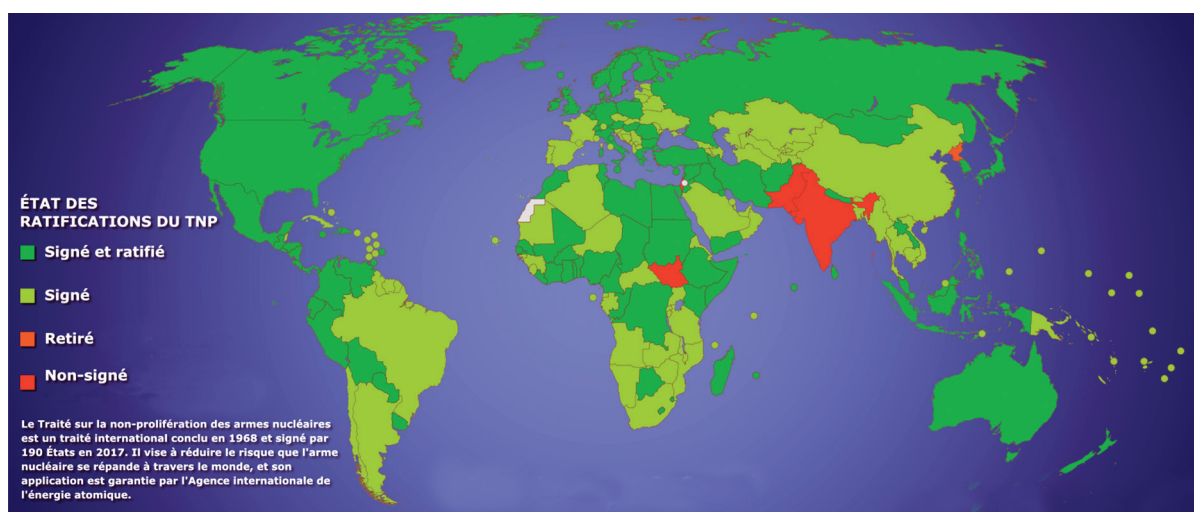 ÉTAT DES
RATIFICATIONS DU TNP
Signé et ratifié
Signé
Retiré
Non-signé
Le Traité sur la non-prolifération des armes nucléaires
est un traité international conclu en 1968 et signé par
190 États en 2017. Il vise à réduire le risque que l'arme
nucléaire se répande à travers le monde, et son
application est garantie par l'Agence internationale de
l'énergie atomique.